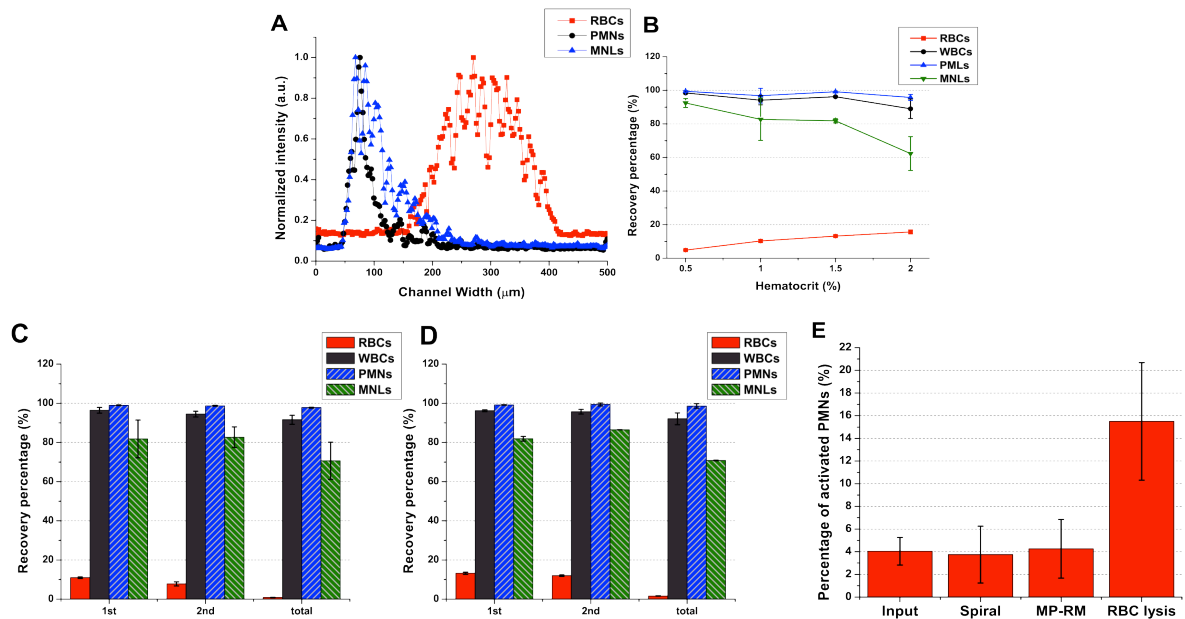 A
RBCs
PMNs
MNLs
1.0
0.8
0.6
0.4
0.2
0.0
Normalized intensity (a.u.)
0
100
200
300
400
500
Channel Width (μm)
B
RBCs
WBCs
PMLs
MNLs
120
100
80
60
40
20
0
Recovery percentage (%)
0.5
1
1.5
2
Hematocrit (%)
C
RBCs
WBCs
PMNs
MNLs
120
100
80
60
40
20
0
Recovery percentage (%)
1st
2nd
total
D
RBCs
WBCs
PMNs
MNLs
120
100
80
60
40
20
0
Recovery percentage (%)
1st
2nd
total
E
22
20
18
16
14
12
10
8
6
4
2
0
Percentage of activated PMNs (%)
Input
Spiral
MP-RM
RBC lysis